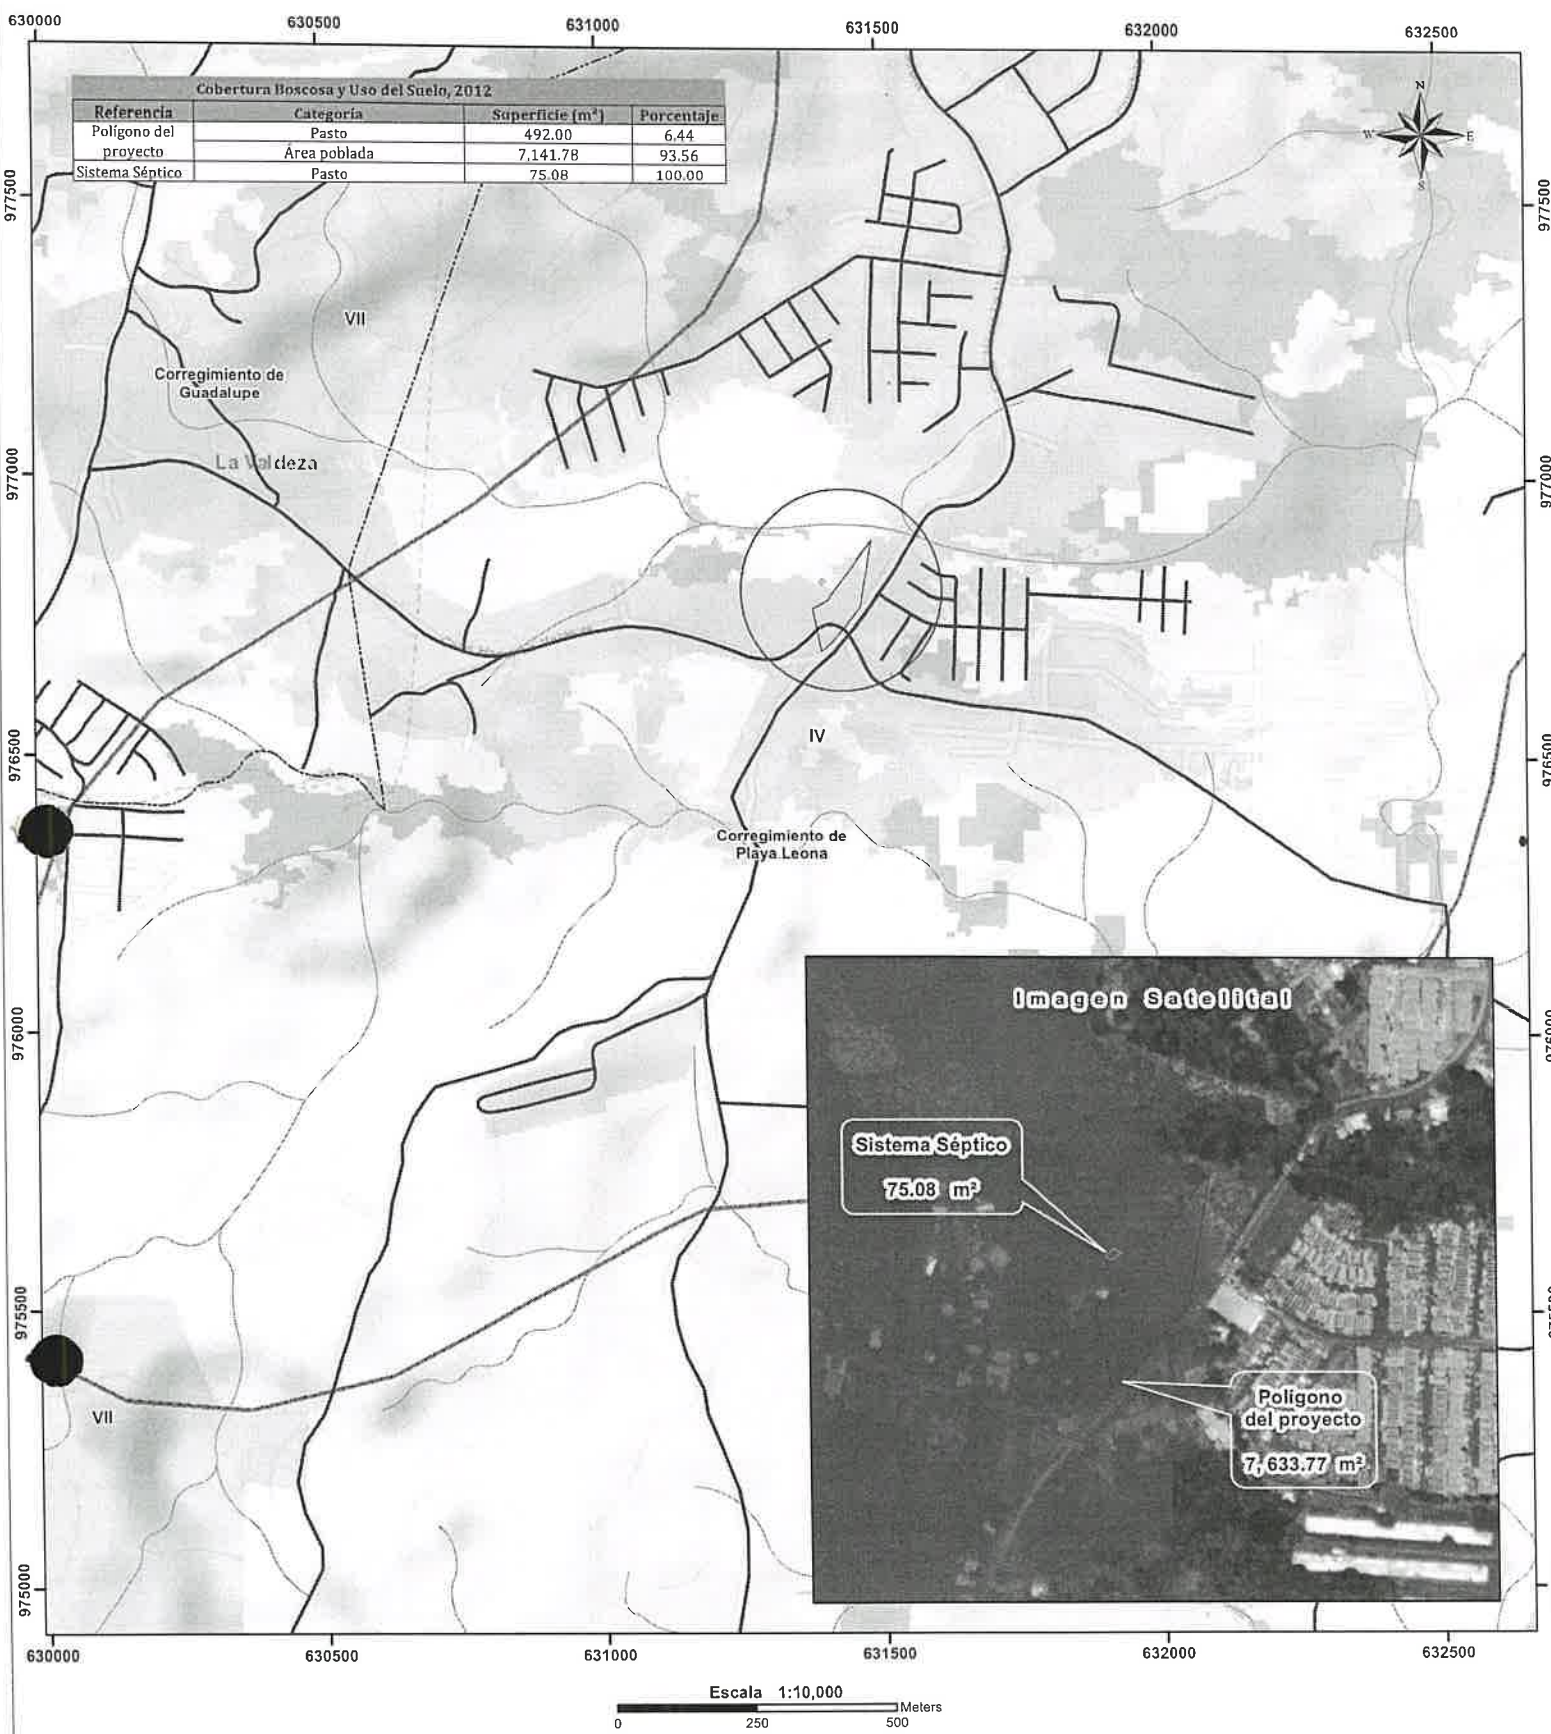 630000 630500 631000 631500 632000 632500
Cobertura Boscosa y Uso del Suelo, 2012
Referencia Categoría Superficie (m²) Porcentaje
Polígono del proyecto Pasto 492.00 6.44
Área poblada 7,141.78 93.56
Sistema Séptico Pasto 75.08 100.00
N
W E
S
977500 977500
VII
Corregimiento de
Guadalupe
La Valdeza
977000 977000
976500 976500
IV
Corregimiento de
Playa Leona
976000 976000
Imagen Satelital
Sistema Séptico
75.08 m²
975500
Polígono
del proyecto
7,633.77 m²
VII
975000
630000 630500 631000 631500 632000 632500
Escala 1:10,000
Meters
0 250 500